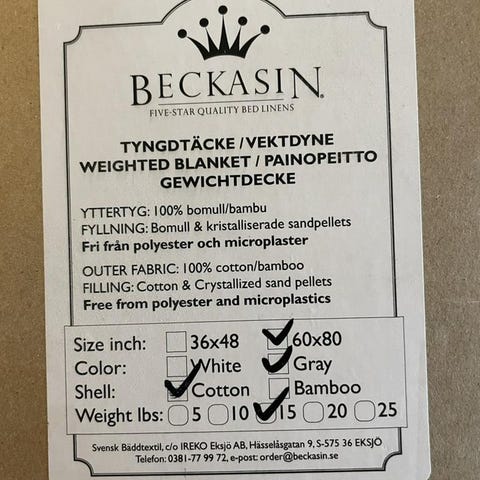 BECKASIN®
FIVE-STAR QUALITY BED LINENS
TYNGDTÄCKE / VEKTDYNE
WEIGHTED BLANKET / PAINOPEITTO
GEWICHTDECKE
YTTERTYG: 100% bomull/bambu
FYLLNING: Bomull & kristalliserade sandpellets
Fri från polyester och microplaster
OUTER FABRIC: 100% cotton/bamboo
FILLING: Cotton & Crystallized sand pellets
Free from polyester and microplastics
Size inch: 36x48 60x80
Color: White Gray
Shell: Cotton Bamboo
Weight lbs: 5 10 15 20 25
Svensk Bäddtextil, c/o IREKO Eksjö AB, Hässelåsgatan 9, S-575 36 EKSJÖ
Telefon: 0381-77 99 72, e-post: order@beckasin.se